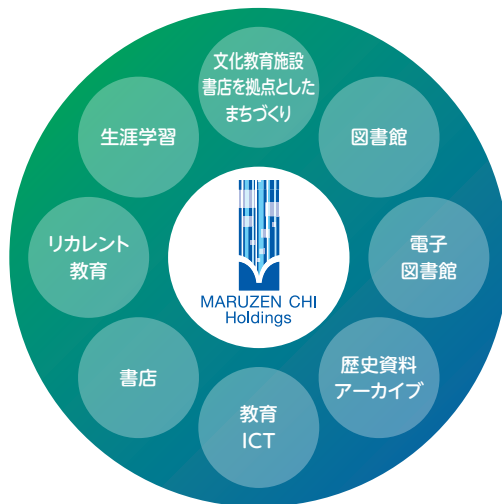 文化教育施設
書店を拠点とした
まちづくり
図書館
電子
図書館
歴史資料
アーカイブ
教育
ICT
書店
リカレント
教育
生涯学習
MARUZEN CHI
Holdings